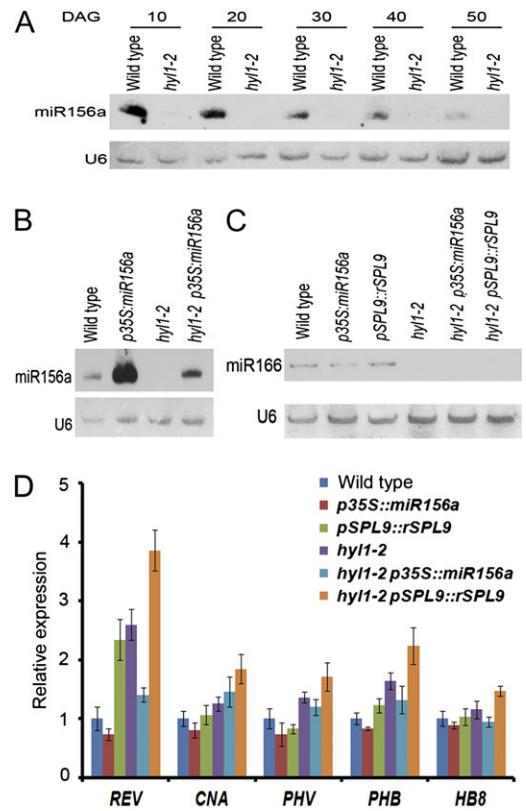 A
DAG 10 20 30 40 50
Wild type hyl1-2 Wild type hyl1-2 Wild type hyl1-2 Wild type hyl1-2 Wild type hyl1-2
miR156a
U6
B
Wild type p35S:miR156a hyl1-2 hyl1-2 p35S:miR156a
miR156a
U6
C
Wild type p35S:miR156a pSPL9::rSPL9 hyl1-2 hyl1-2 p35S:miR156a hyl1-2 pSPL9::rSPL9
miR166
U6
D
Relative expression
5
4
3
2
1
0
Wild type
p35S::miR156a
pSPL9::rSPL9
hyl1-2
hyl1-2 p35S::miR156a
hyl1-2 pSPL9::rSPL9
REV CNA PHV PHB HB8